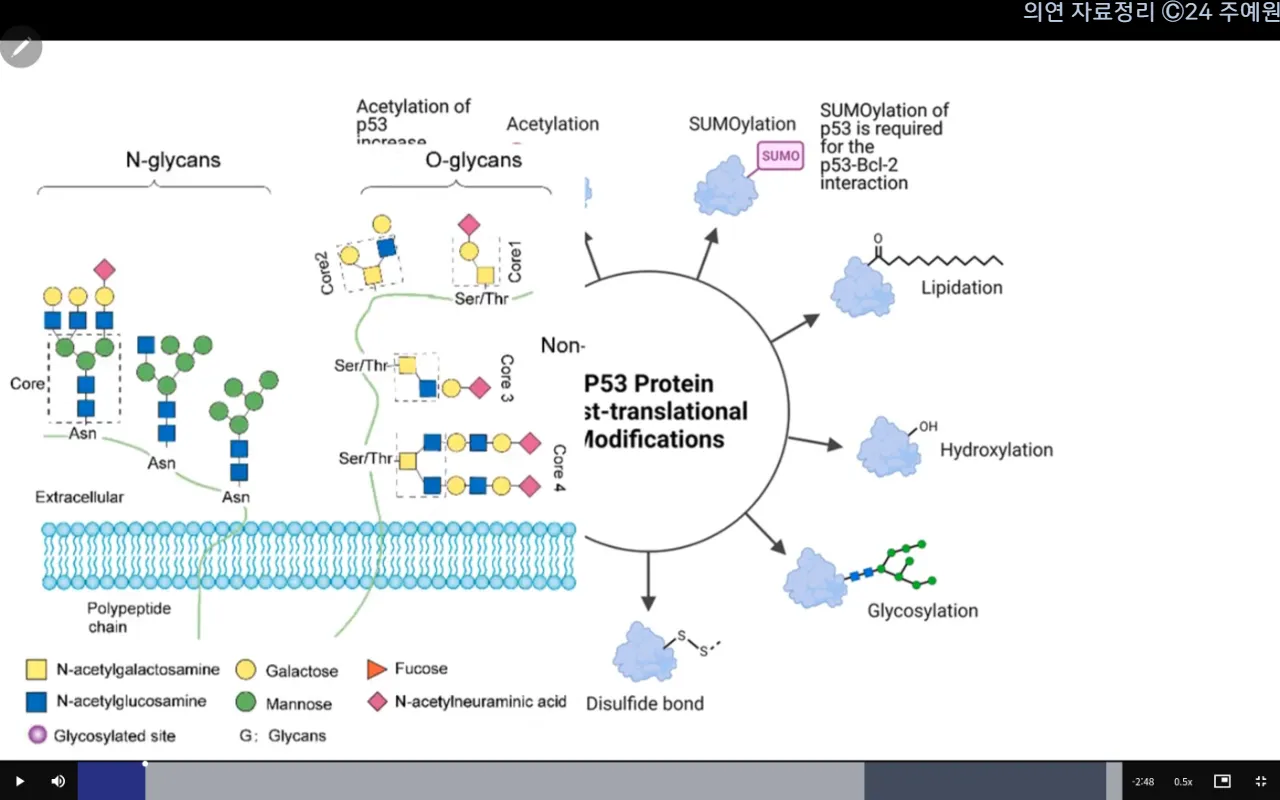 의연 자료정리 ©24 주예원
Acetylation of
p53
increase
Acetylation
SUMOylation
SUMO
SUMOylation of
p53 is required
for the
p53-Bcl-2
interaction
N-glycans
O-glycans
Core2
Core1
Ser/Thr
O
Lipidation
Ser/Thr
Core 3
Non-
P53 Protein
st-translational
Modifications
Core
Asn
Asn
Asn
Ser/Thr
Core 4
OH
Hydroxylation
Extracellular
Glycosylation
Polypeptide
chain
S
S
Disulfide bond
N-acetylgalactosamine
Galactose
Fucose
N-acetylglucosamine
Mannose
N-acetylneuraminic acid
Glycosylated site
G: Glycans
-2:48
0.5x